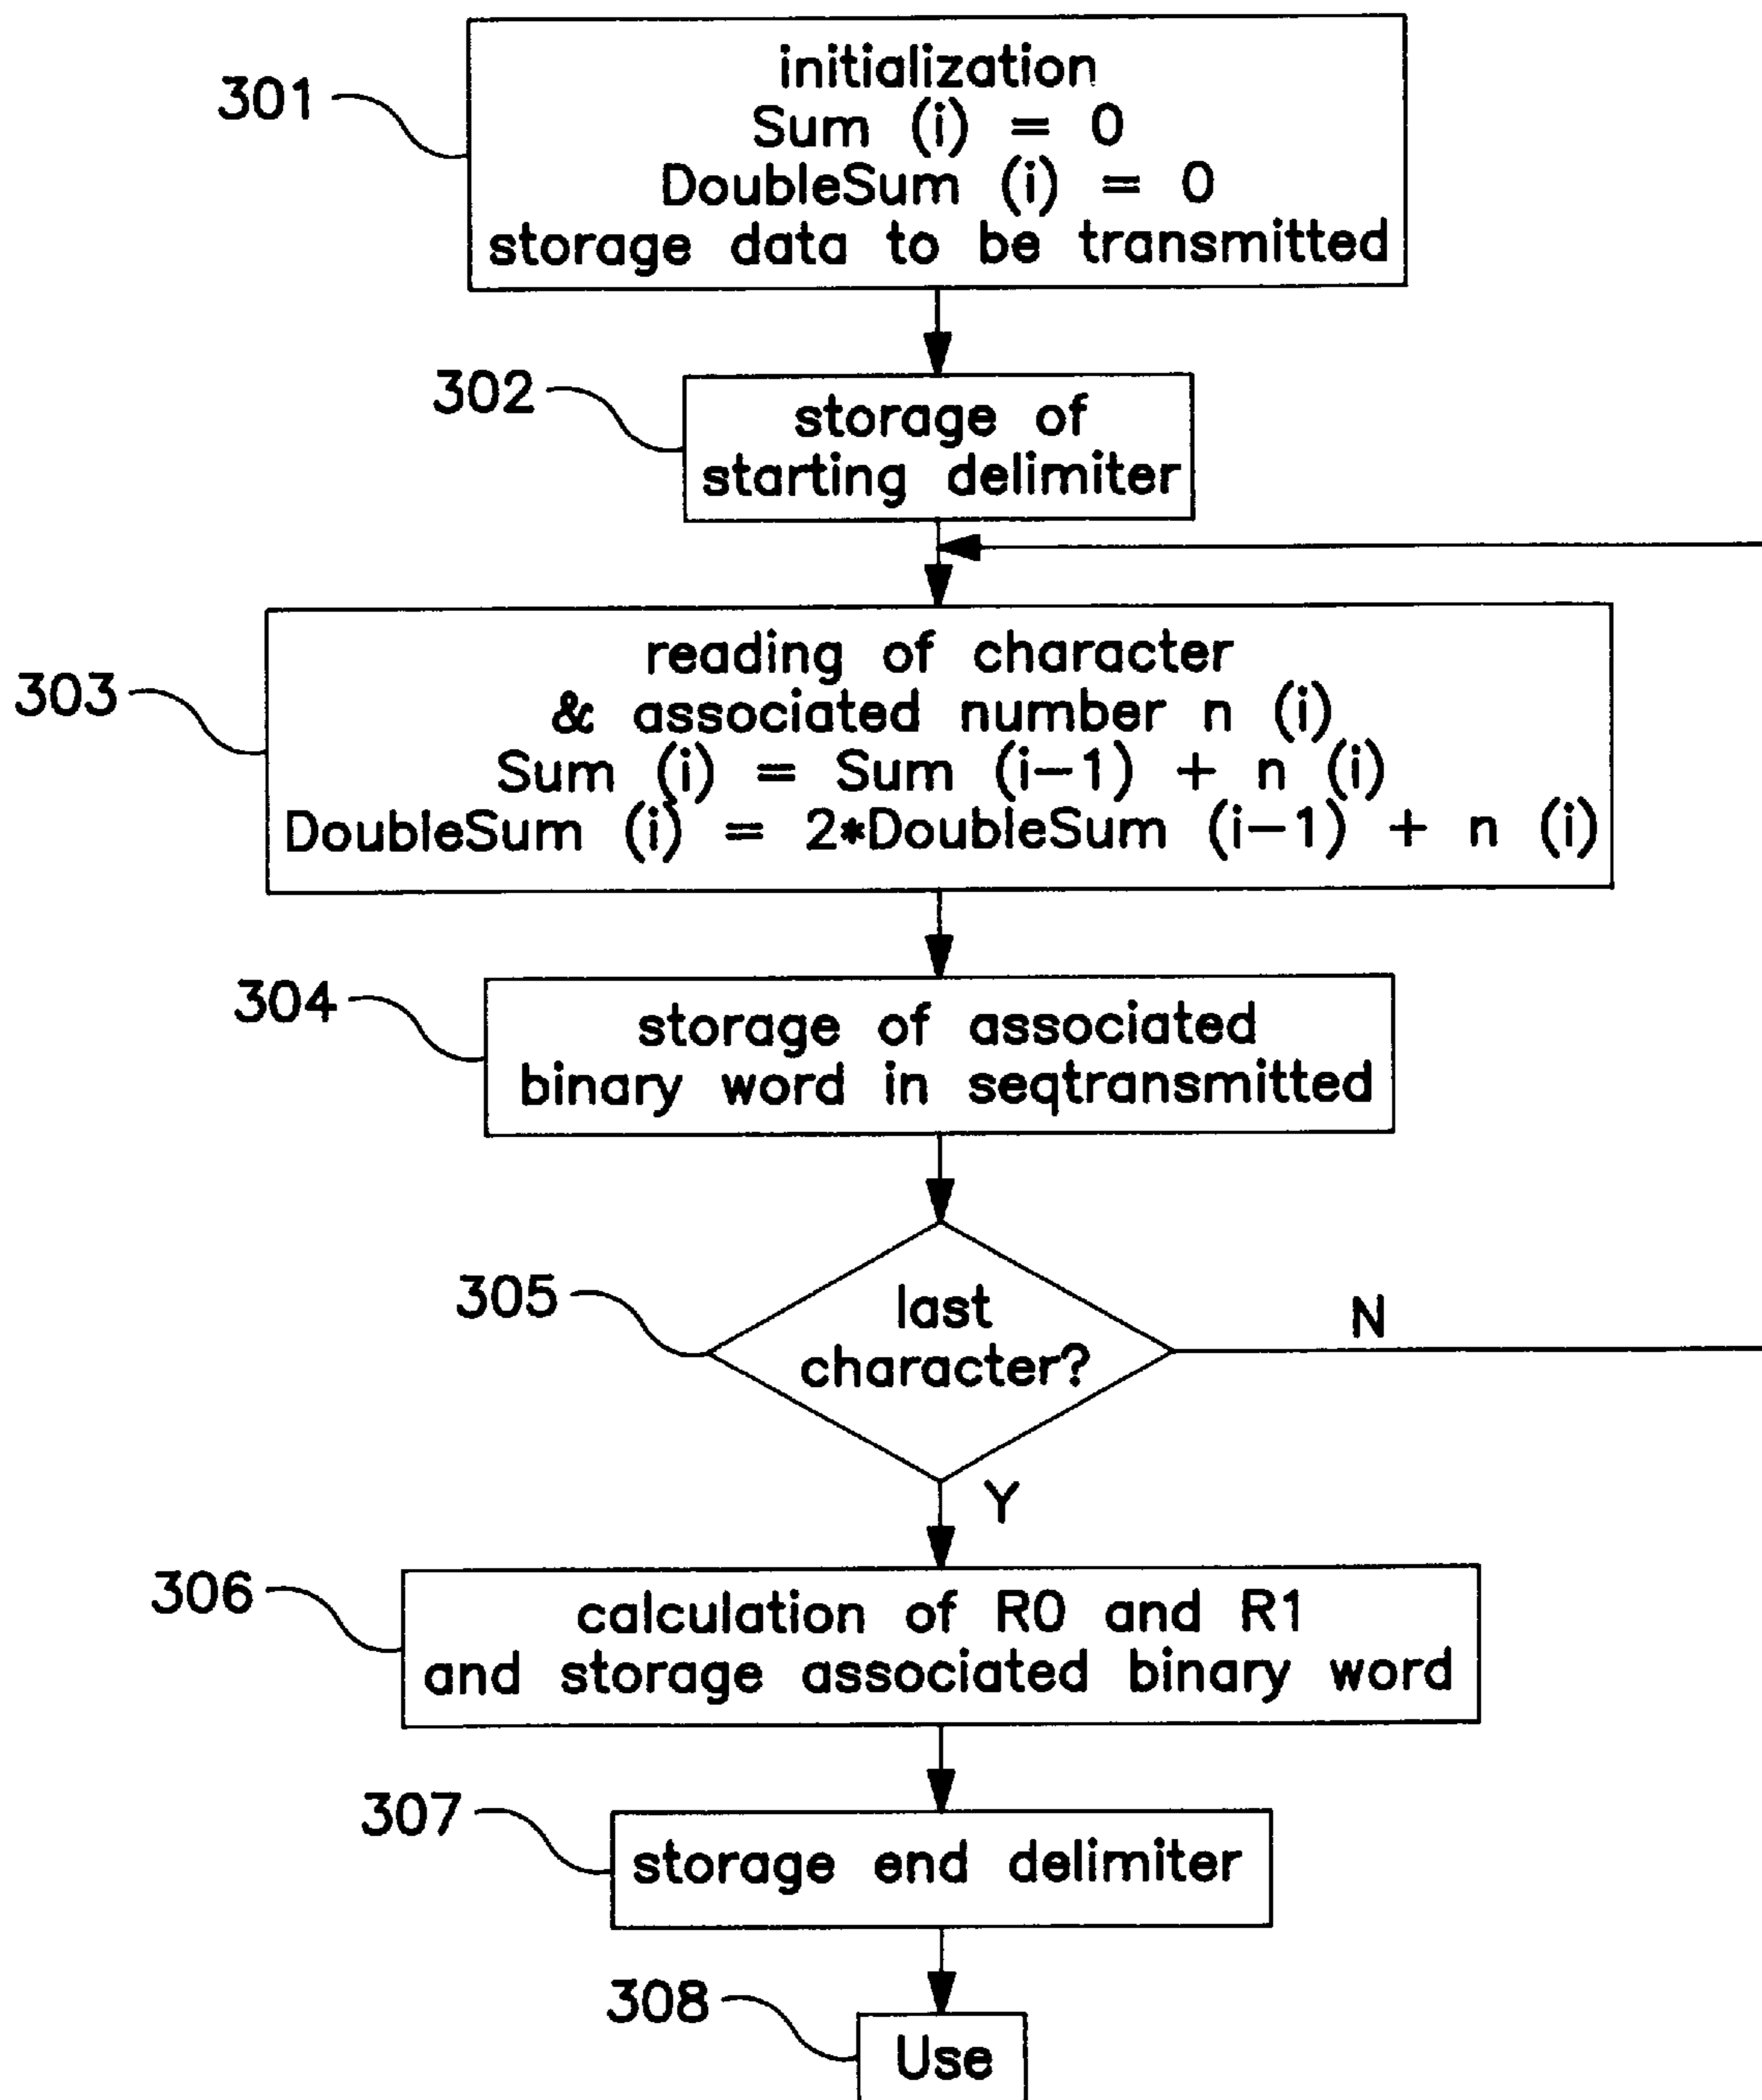 301
initialization
Sum (i) = 0
DoubleSum (i) = 0
storage data to be transmitted
302
storage of
starting delimiter
303
reading of character
& associated number n (i)
Sum (i) = Sum (i-1) + n (i)
DoubleSum (i) = 2*DoubleSum (i-1) + n (i)
304
storage of associated
binary word in seqtransmitted
305
last
character?
N
Y
306
calculation of R0 and R1
and storage associated binary word
307
storage end delimiter
308
Use